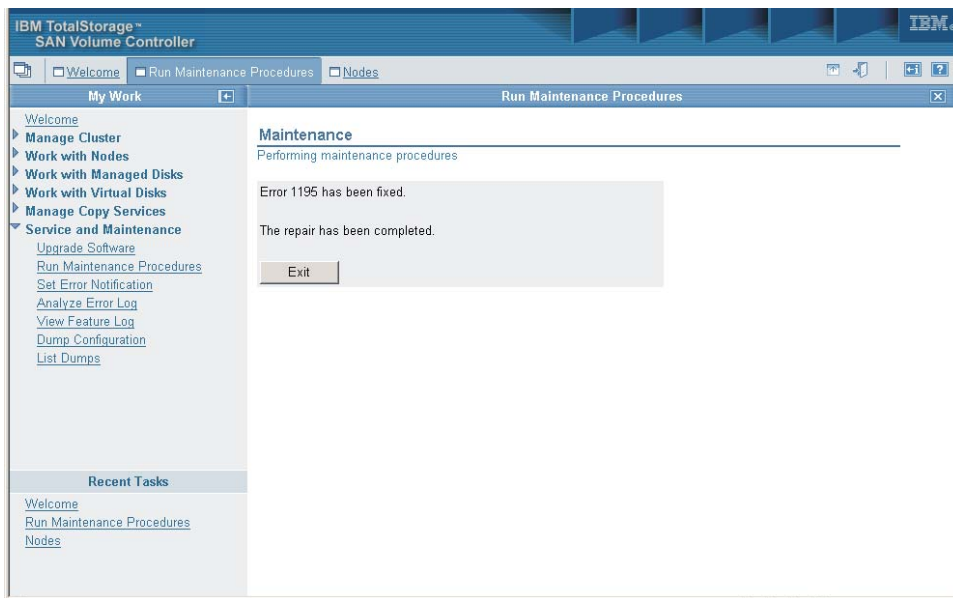 IBM TotalStorage™
SAN Volume Controller
IBM.
Welcome
Run Maintenance Procedures
Nodes
My Work
Run Maintenance Procedures
Welcome
Manage Cluster
Work with Nodes
Work with Managed Disks
Work with Virtual Disks
Manage Copy Services
Service and Maintenance
Upgrade Software
Run Maintenance Procedures
Set Error Notification
Analyze Error Log
View Feature Log
Dump Configuration
List Dumps
Recent Tasks
Welcome
Run Maintenance Procedures
Nodes
Maintenance
Performing maintenance procedures
Error 1195 has been fixed.
The repair has been completed.
Exit